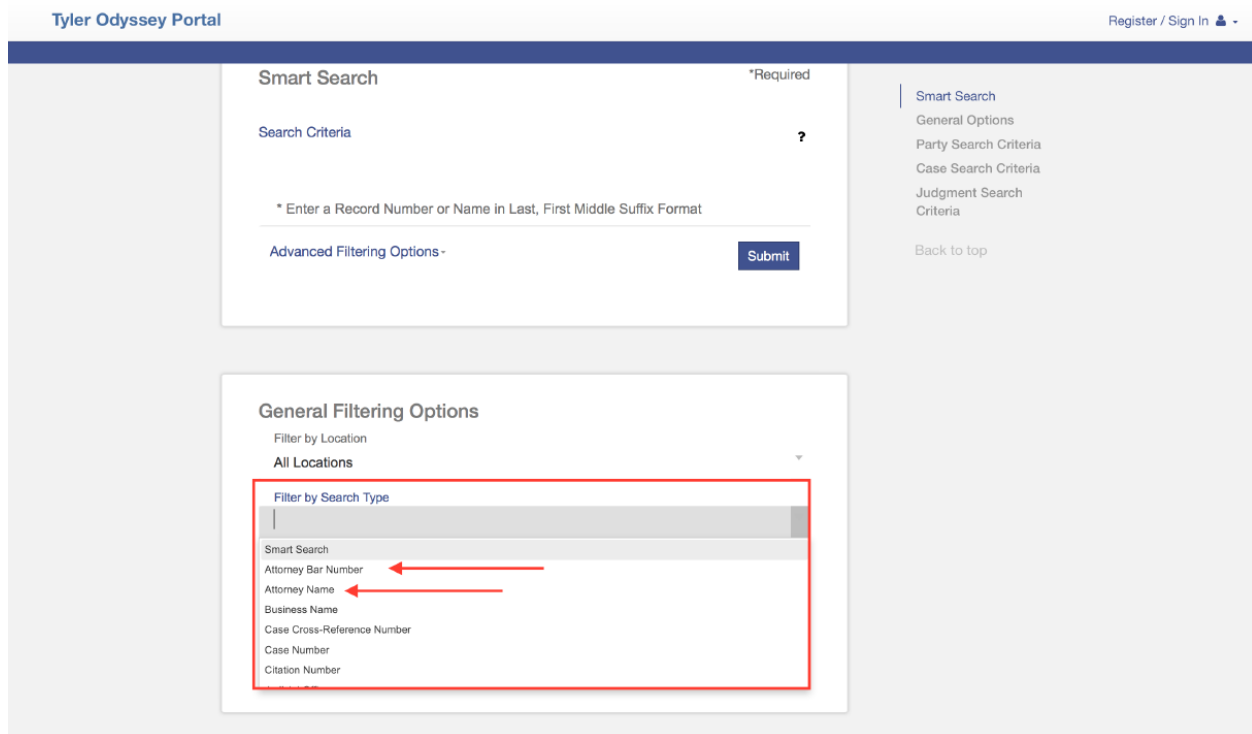 Tyler Odyssey Portal
Register / Sign In
Smart Search
*Required
Search Criteria
?
* Enter a Record Number or Name in Last, First Middle Suffix Format
Advanced Filtering Options
Submit
Smart Search
General Options
Party Search Criteria
Case Search Criteria
Judgment Search
Criteria
Back to top
General Filtering Options
Filter by Location
All Locations
Filter by Search Type
Smart Search
Attorney Bar Number
Attorney Name
Business Name
Case Cross-Reference Number
Case Number
Citation Number